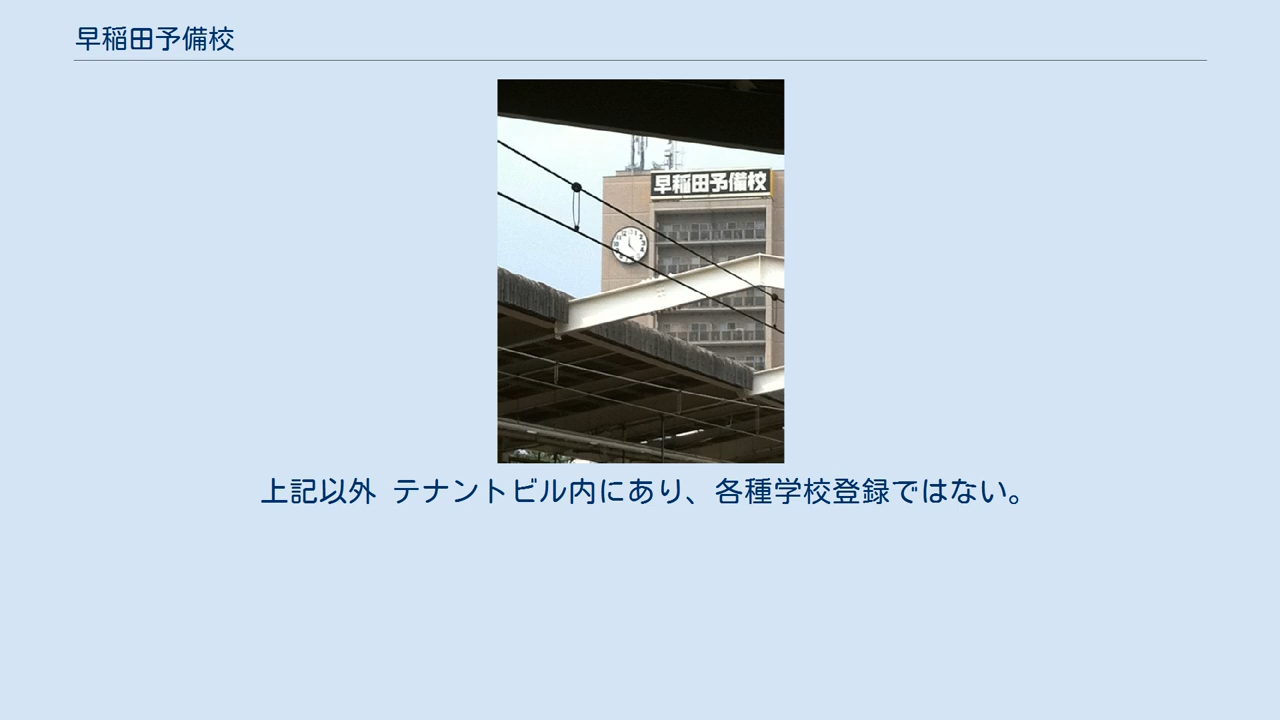 早稲田予備校
早稲田予備校
上記以外 テナントビル内にあり、各種学校登録ではない。